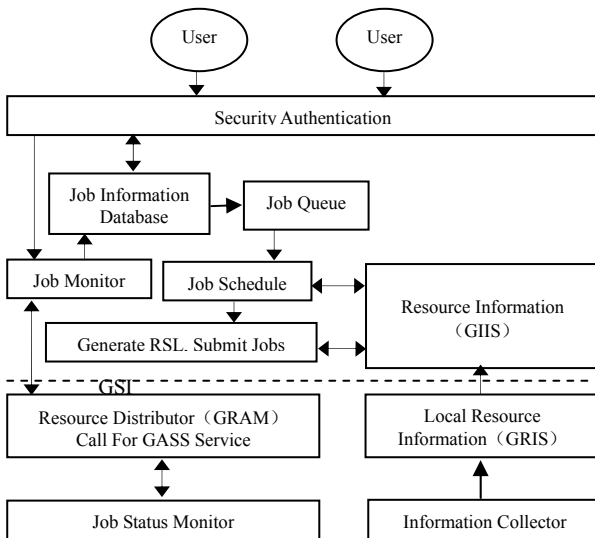 User
User
Security Authentication
Job Information
Database
Job Queue
Job Monitor
Job Schedule
Resource Information
(GIIS)
Generate RSL. Submit Jobs
GSI
Resource Distributor（GRAM）
Call For GASS Service
Local Resource
Information（GRIS）
Job Status Monitor
Information Collector